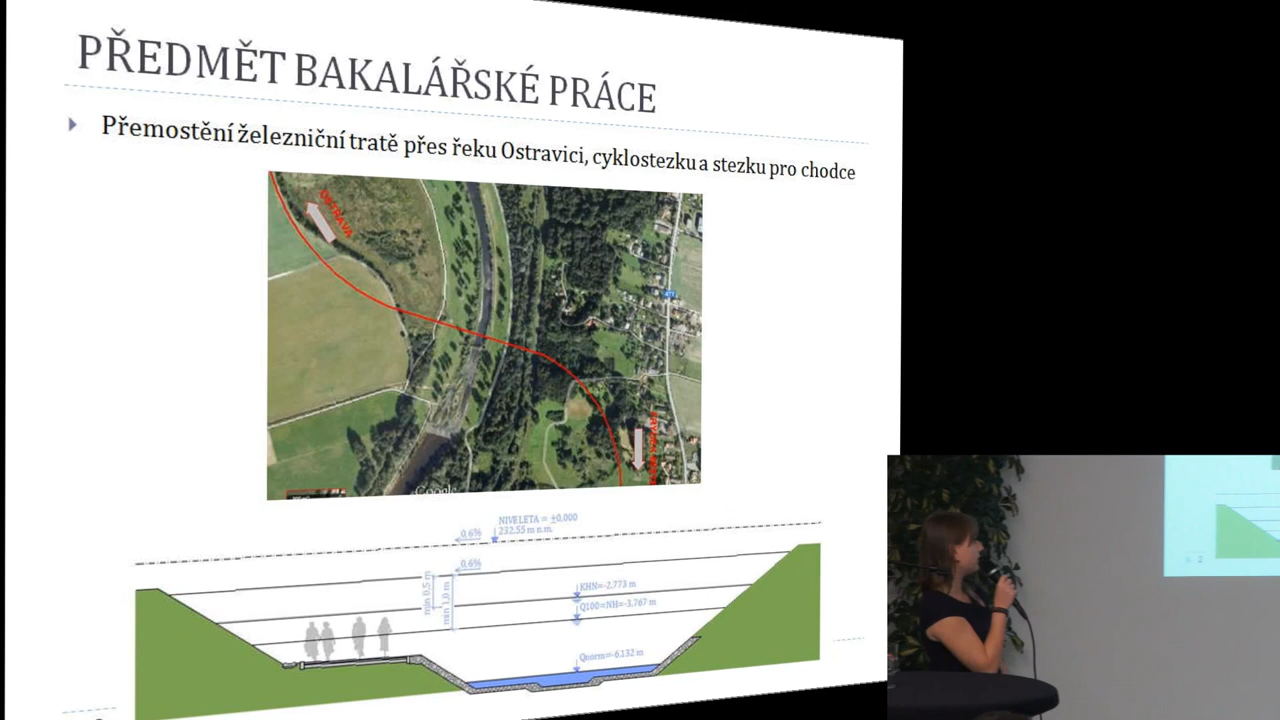 PŘEDMĚT BAKALÁŘSKÉ PRÁCE
Přemostění železniční tratě přes řeku Ostravici, cyklostezku a stezku pro chodce
OSTRAVA
Google
NIVELETA = ±0,000
232.55 m n.m.
0,6%
0,6%
min 0,5 m
min 1,0 m
KHN=-2,773 m
Q100=NH=-3,767 m
Qnorm=-6.132 m
2